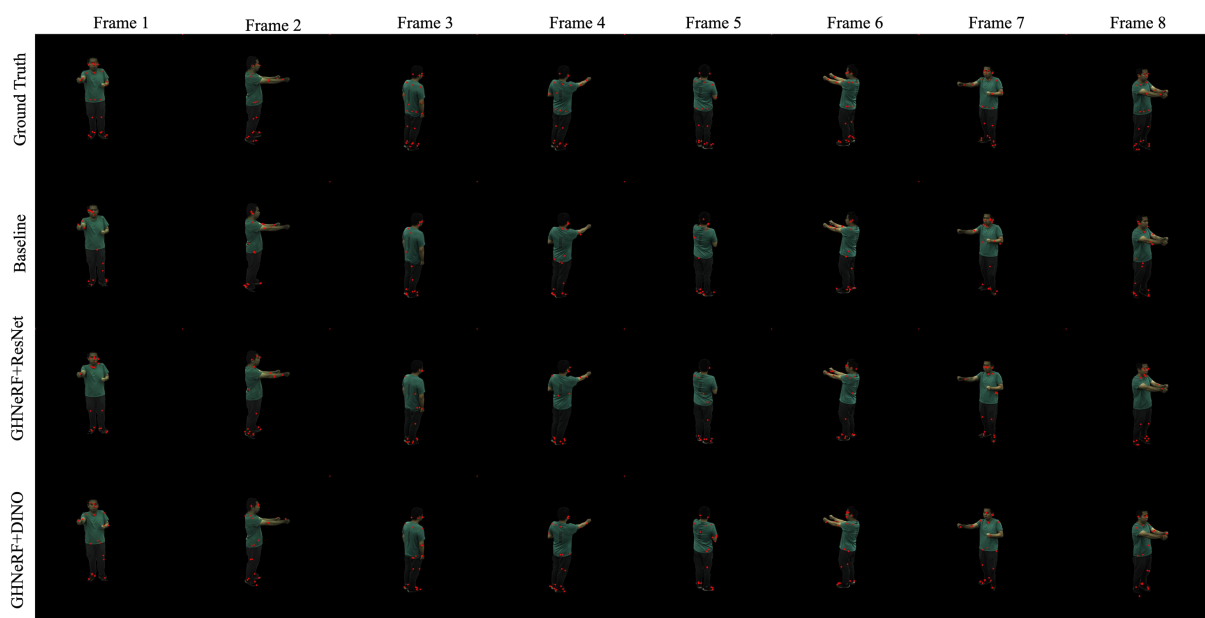 Frame 1
Frame 2
Frame 3
Frame 4
Frame 5
Frame 6
Frame 7
Frame 8
Ground Truth
Baseline
GHNeRF+ResNet
GHNeRF+DINO